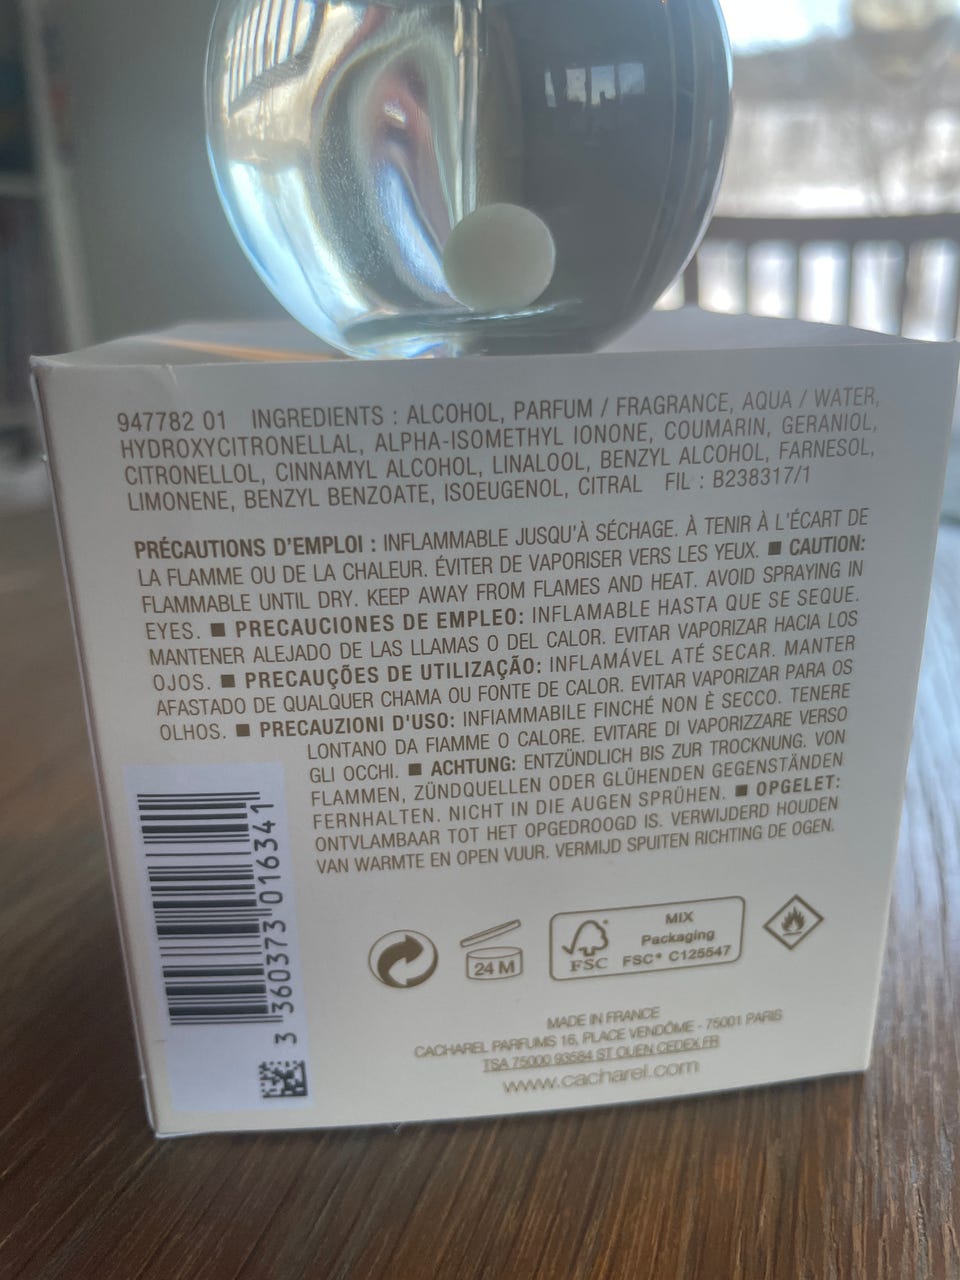 947782 01 INGREDIENTS : ALCOHOL, PARFUM / FRAGRANCE, AQUA / WATER,
HYDROXYCITRONELLAL, ALPHA-ISOMETHYL IONONE, COUMARIN, GERANIOL,
CITRONELLOL, CINNAMYL ALCOHOL, LINALOOL, BENZYL ALCOHOL, FARNESOL,
LIMONENE, BENZYL BENZOATE, ISOEUGENOL, CITRAL FIL : B238317/1
PRÉCAUTIONS D'EMPLOI : INFLAMMABLE JUSQU'À SÉCHAGE. À TENIR À L'ÉCART DE
LA FLAMME OU DE LA CHALEUR. ÉVITER DE VAPORISER VERS LES YEUX. ■ CAUTION:
FLAMMABLE UNTIL DRY. KEEP AWAY FROM FLAMES AND HEAT. AVOID SPRAYING IN
EYES. ■ PRECAUCIONES DE EMPLEO: INFLAMABLE HASTA QUE SE SEQUE.
MANTENER ALEJADO DE LAS LLAMAS O DEL CALOR. EVITAR VAPORIZAR HACIA LOS
OJOS. ■ PRECAUÇÕES DE UTILIZAÇÃO: INFLAMÁVEL ATÉ SECAR. MANTER
AFASTADO DE QUALQUER CHAMA OU FONTE DE CALOR. EVITAR VAPORIZAR PARA OS
OLHOS. ■ PRECAUZIONI D'USO: INFIAMMABILE FINCHÉ NON È SECCO. TENERE
LONTANO DA FIAMME O CALORE. EVITARE DI VAPORIZZARE VERSO
GLI OCCHI. ■ ACHTUNG: ENTZÜNDLICH BIS ZUR TROCKNUNG. VON
FLAMMEN, ZÜNDQUELLEN ODER GLÜHENDEN GEGENSTÄNDEN
FERNHALTEN. NICHT IN DIE AUGEN SPRÜHEN. ■ OPGELET:
ONTVLAMBAAR TOT HET OPGEDROOGD IS. VERWIJDERD HOUDEN
VAN WARMTE EN OPEN VUUR. VERMIJD SPUITEN RICHTING DE OGEN.
3 360373 016341
24 M
FSC
MIX
Packaging
FSC® C125547
MADE IN FRANCE
CACHAREL PARFUMS 16, PLACE VENDÔME - 75001 PARIS
TSA 75000 93584 ST OUEN CEDEX.FR
www.cacharel.com